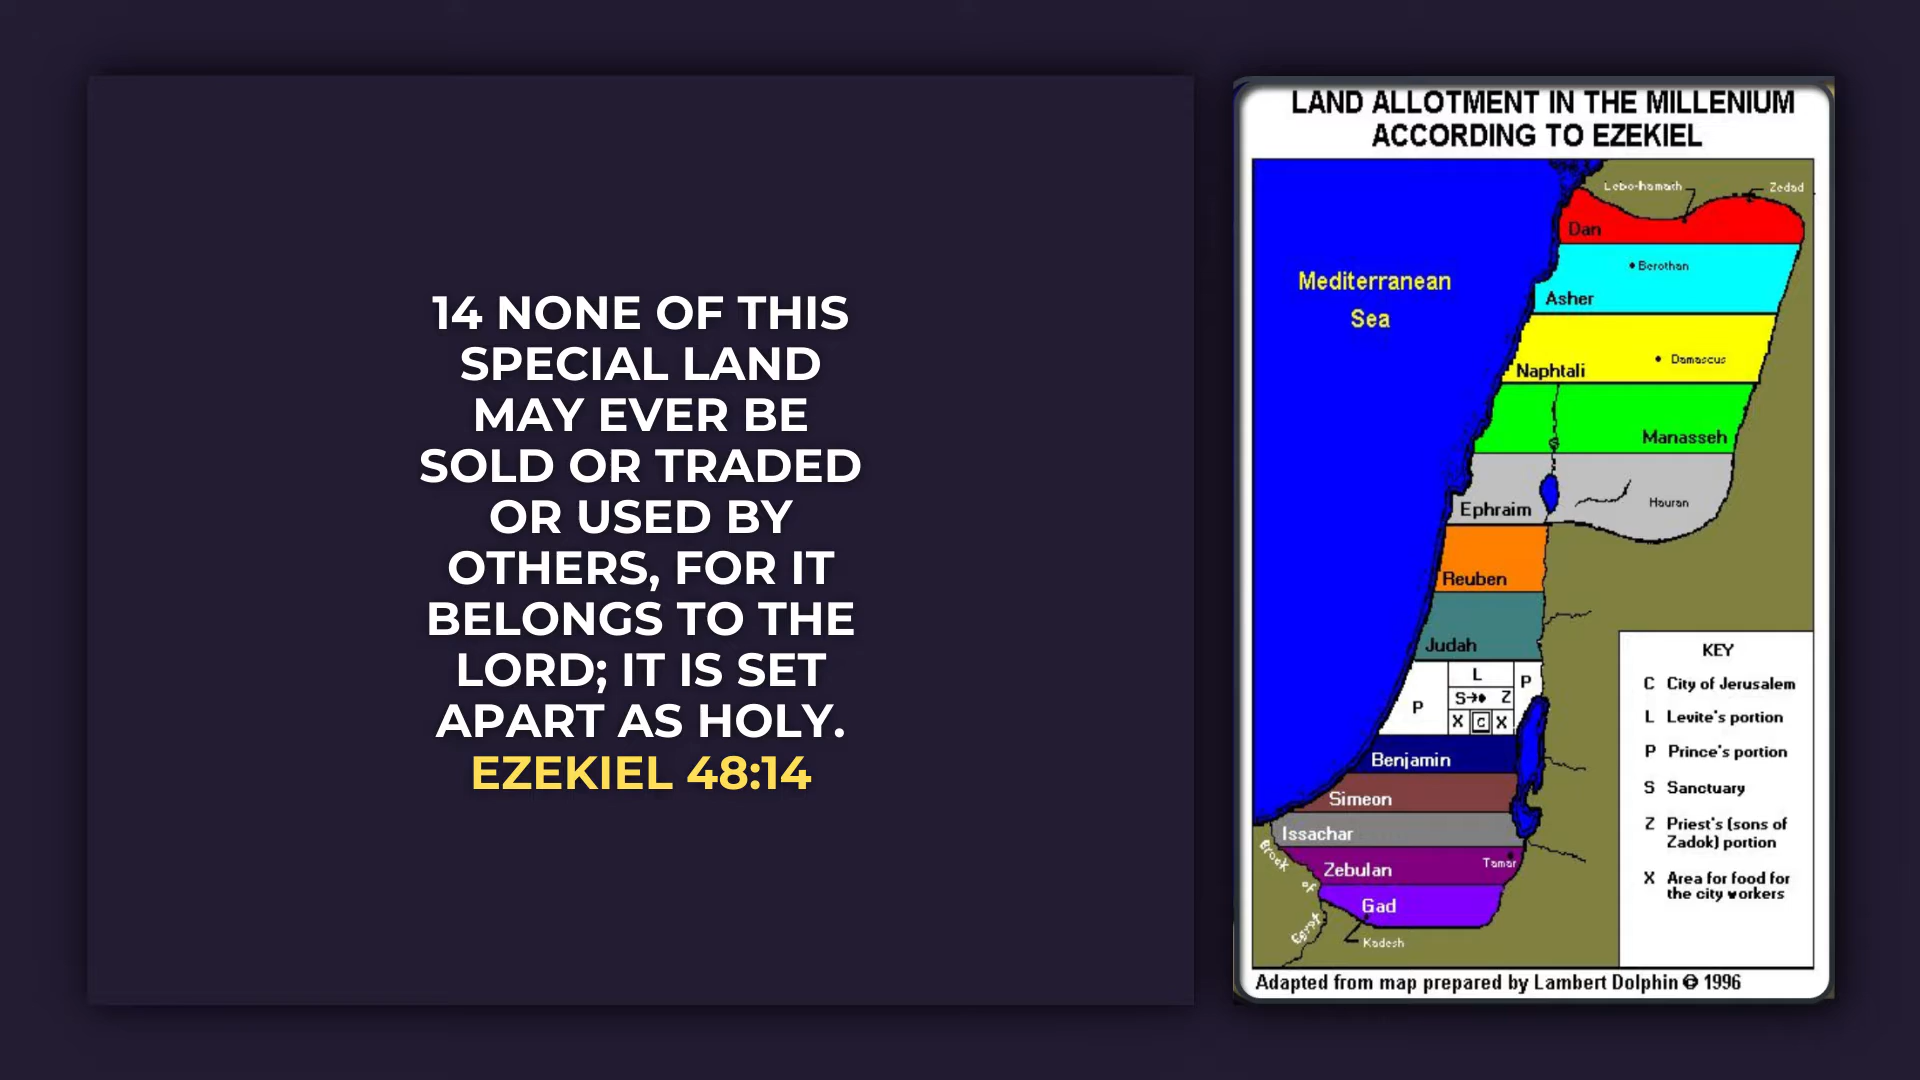 14 NONE OF THIS
SPECIAL LAND
MAY EVER BE
SOLD OR TRADED
OR USED BY
OTHERS, FOR IT
BELONGS TO THE
LORD; IT IS SET
APART AS HOLY.
EZEKIEL 48:14
LAND ALLOTMENT IN THE MILLENIUM
ACCORDING TO EZEKIEL
Lebo-hamath
Zedad
Dan
Berothan
Mediterranean
Sea
Asher
Damascus
Naphtali
Manasseh
Hauran
Ephraim
Reuben
Judah
L
P
S
Z
P
X
C
X
Benjamin
Simeon
Issachar
Brook of Egypt
Zebulan
Tamar
Gad
Kadesh
KEY
C City of Jerusalem
L Levite's portion
P Prince's portion
S Sanctuary
Z Priest's (sons of
Zadok) portion
X Area for food for
the city workers
Adapted from map prepared by Lambert Dolphin © 1996